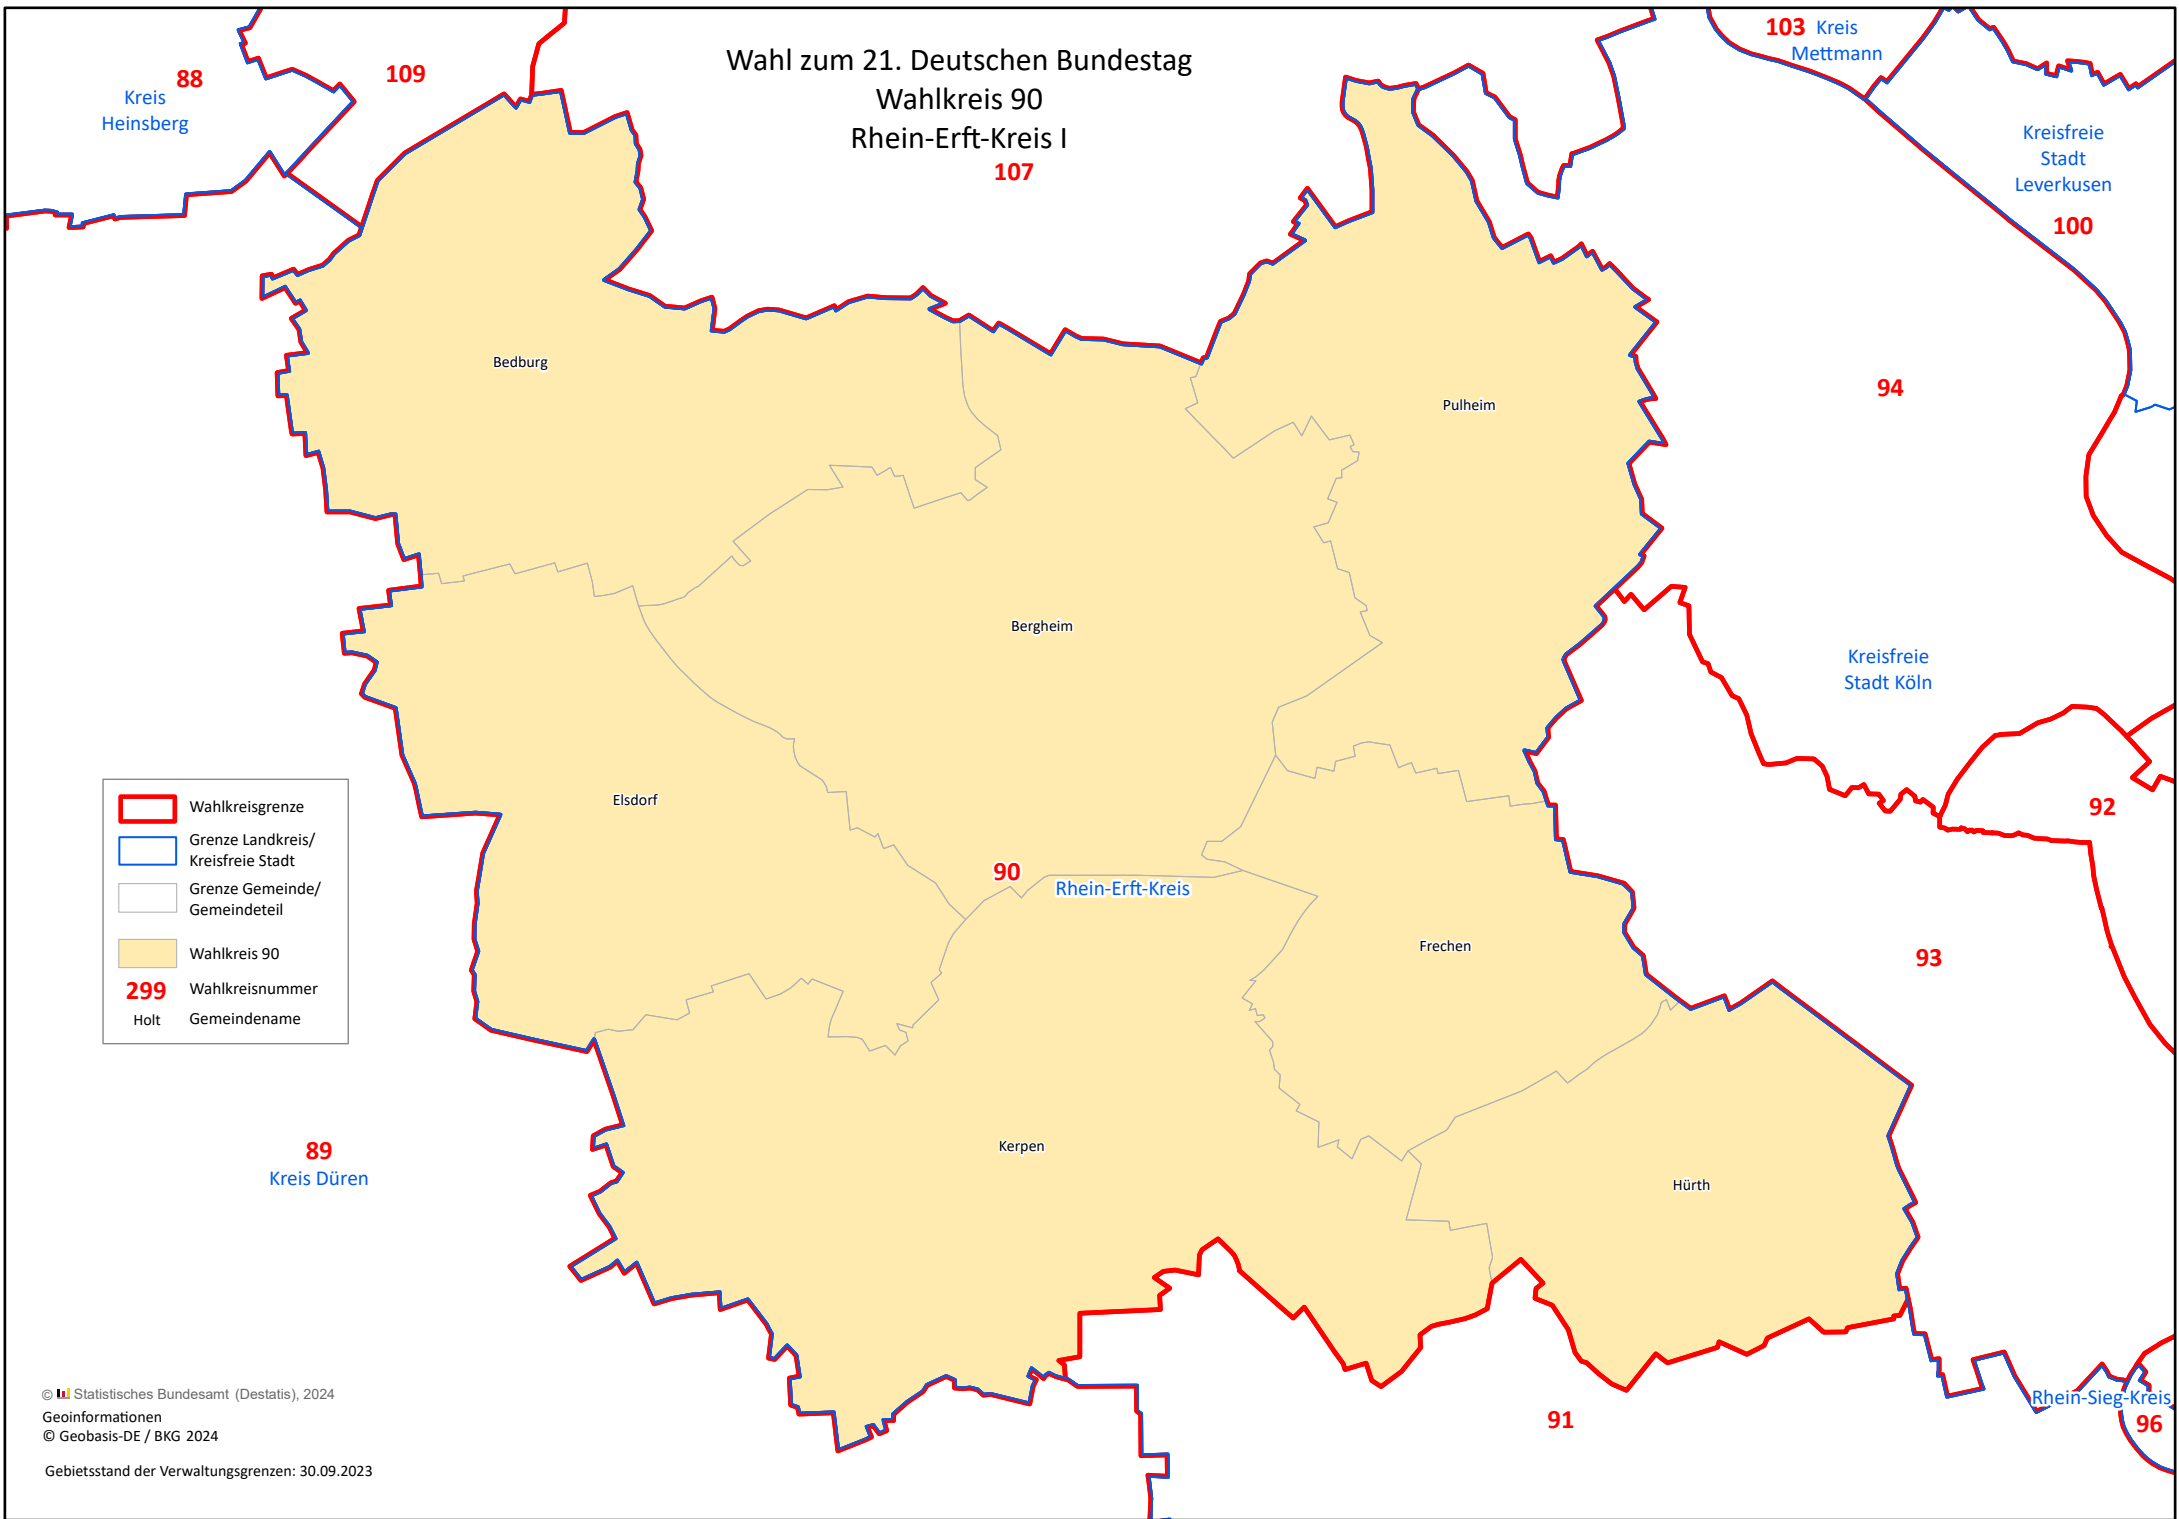 Wahl zum 21. Deutschen Bundestag
Wahlkreis 90
Rhein-Erft-Kreis I
88
Kreis
Heinsberg
109
107
103
Kreis
Mettmann
Kreisfreie
Stadt
Leverkusen
100
94
Bedburg
Pulheim
Bergheim
Kreisfreie
Stadt Köln
Elsdorf
92
90
Rhein-Erft-Kreis
Frechen
93
Wahlkreisgrenze
Grenze Landkreis/
Kreisfreie Stadt
Grenze Gemeinde/
Gemeindeteil
Wahlkreis 90
299 Wahlkreisnummer
Holt Gemeindename
89
Kreis Düren
Kerpen
Hürth
91
Rhein-Sieg-Kreis
96
© Statistisches Bundesamt (Destatis), 2024
Geoinformationen
© Geobasis-DE / BKG 2024
Gebietsstand der Verwaltungsgrenzen: 30.09.2023